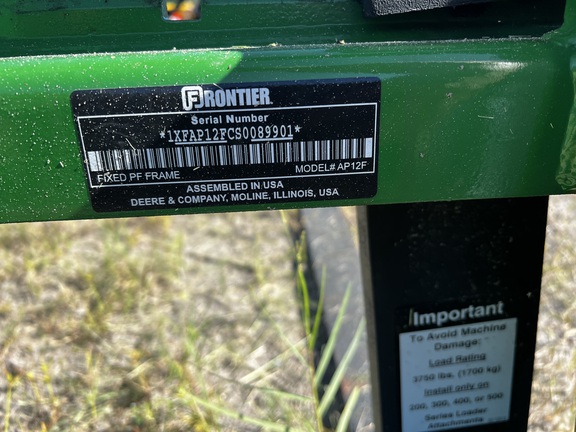 FRONTIER
Serial Number
*1XFAP12FCS0089901*
FIXED PF FRAME MODEL# AP12F
ASSEMBLED IN USA
DEERE & COMPANY, MOLINE, ILLINOIS, USA
Important
To Avoid Machine
Damage:
Load Rating
3750 lbs. (1700 kg)
Install only on
200, 300, 400, or 500
Series Loader
Attachments